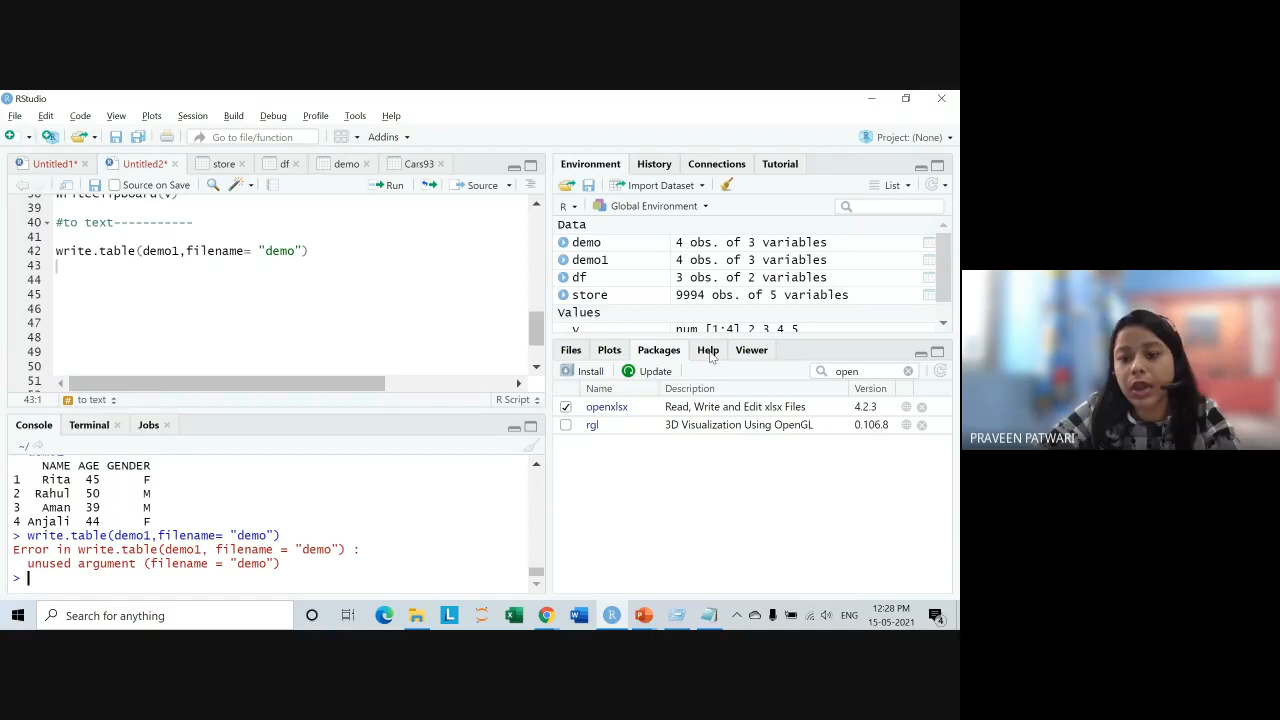 RStudio
File Edit Code View Plots Session Build Debug Profile Tools Help
Go to file/function Addins Project: (None)
Untitled1* Untitled2* store df demo Cars93
Source on Save Run Source
39
40 #to text-----------
41
42 write.table(demo1,filename= "demo")
43
44
45
46
47
48
49
50
51
43:1 # to text R Script
Console Terminal Jobs
~/
NAME AGE GENDER
1 Rita 45 F
2 Rahul 50 M
3 Aman 39 M
4 Anjali 44 F
> write.table(demo1,filename= "demo")
Error in write.table(demo1, filename = "demo") :
unused argument (filename = "demo")
>
Environment History Connections Tutorial
Import Dataset List
R Global Environment
Data
demo 4 obs. of 3 variables
demo1 4 obs. of 3 variables
df 3 obs. of 2 variables
store 9994 obs. of 5 variables
Values
v num [1:4] 2 3 4 5
Files Plots Packages Help Viewer
Install Update open
Name Description Version
openxlsx Read, Write and Edit xlsx Files 4.2.3
rgl 3D Visualization Using OpenGL 0.106.8
PRAVEEN PATWARI
Search for anything
ENG
12:28 PM
15-05-2021
4